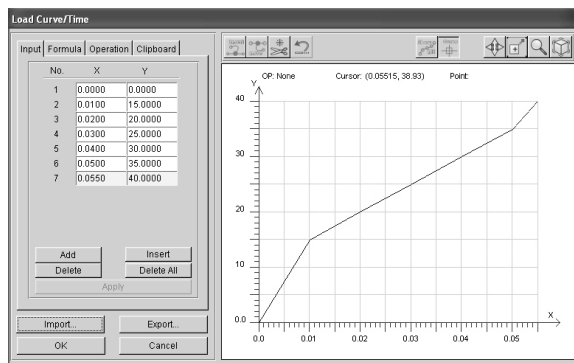 Load Curve/Time
Input Formula Operation Clipboard
No. X Y
1 0.0000 0.0000
2 0.0100 15.0000
3 0.0200 20.0000
4 0.0300 25.0000
5 0.0400 30.0000
6 0.0500 35.0000
7 0.0550 40.0000
Add Insert
Delete Delete All
Apply
Import... Export...
OK Cancel
OP: None Cursor: (0.05515, 38.93) Point:
Y
40
30
20
10
0.0
X
0.0 0.01 0.02 0.03 0.04 0.05